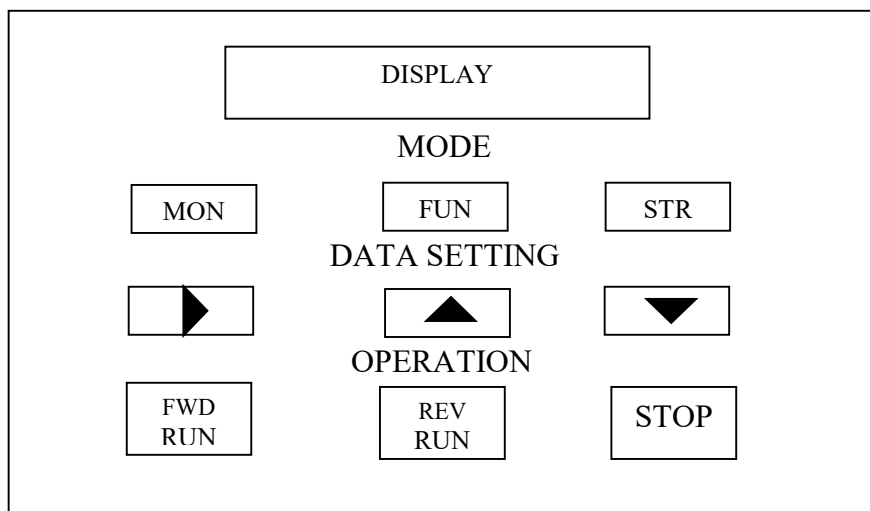 DISPLAY
MODE
MON FUN STR
DATA SETTING
OPERATION
FWD RUN
REV RUN
STOP